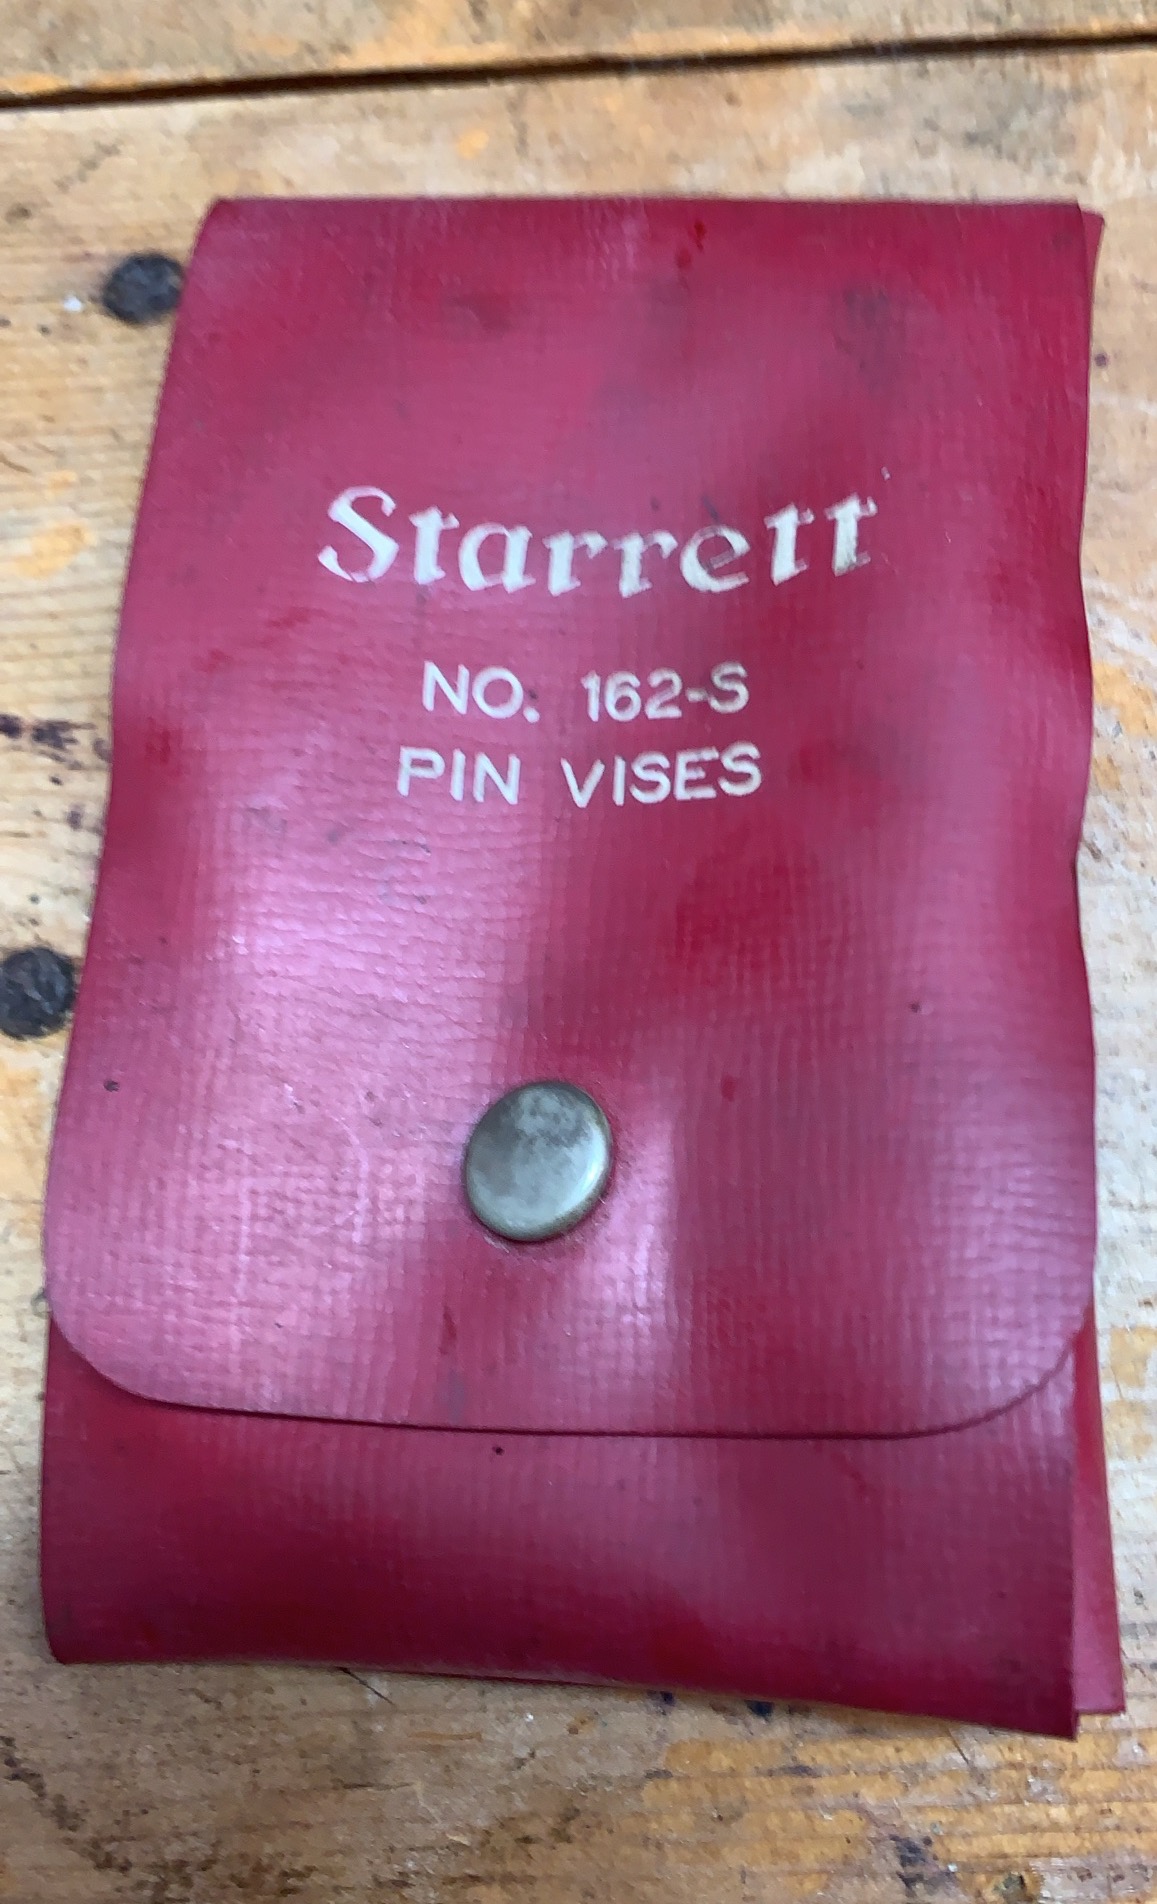 Starrett
NO. 162-S
PIN VISES